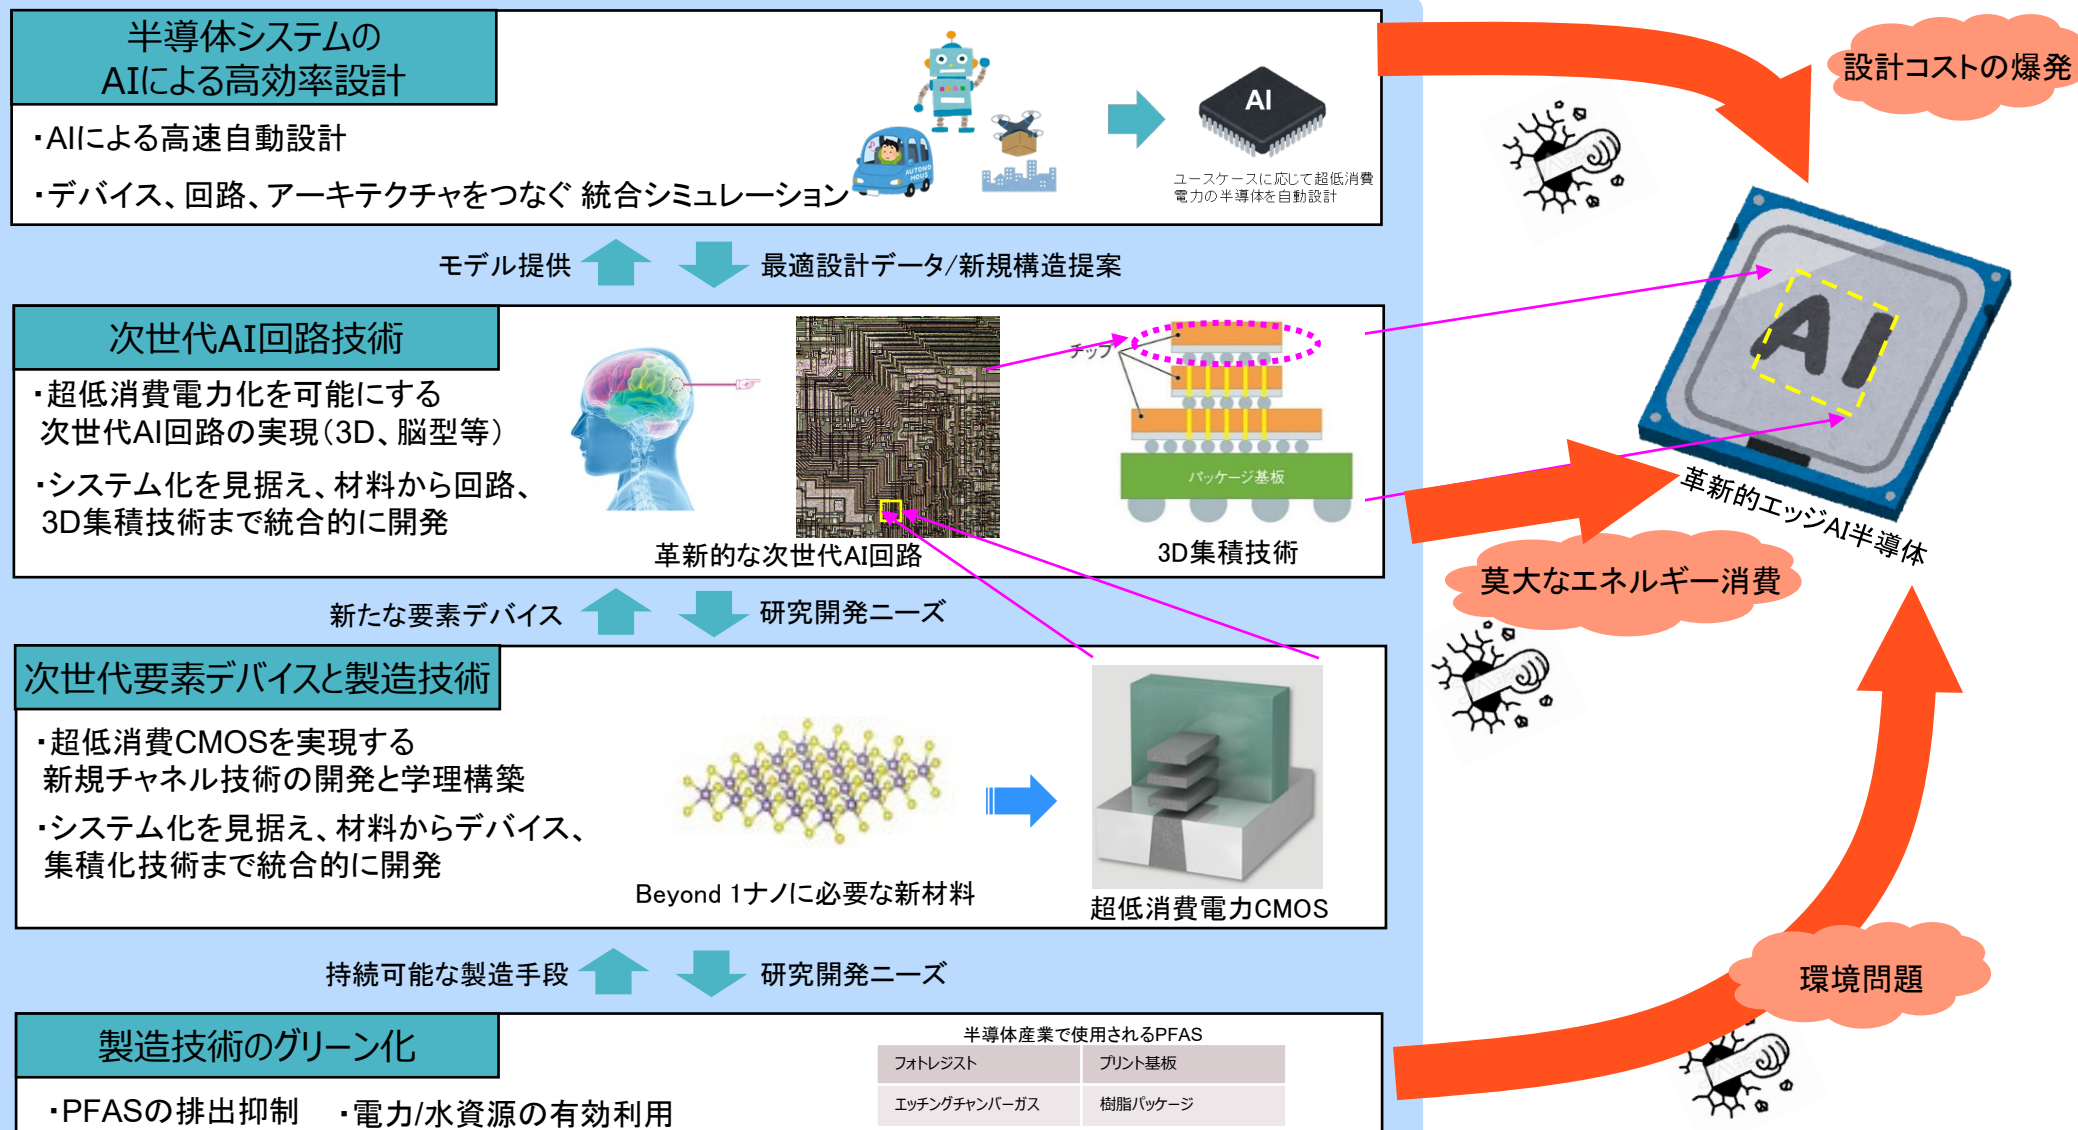 半導体システムの
AIによる高効率設計
・AIによる高速自動設計
・デバイス、回路、アーキテクチャをつなぐ 統合シミュレーション
AUTONO
MOUS
AI
ユースケースに応じて超低消費
電力の半導体を自動設計
設計コストの爆発
モデル提供
最適設計データ/新規構造提案
次世代AI回路技術
・超低消費電力化を可能にする
次世代AI回路の実現(3D、脳型等)
・システム化を見据え、材料から回路、
3D集積技術まで統合的に開発
革新的な次世代AI回路
チップ
パッケージ基板
3D集積技術
AI
革新的エッジAI半導体
莫大なエネルギー消費
新たな要素デバイス
研究開発ニーズ
次世代要素デバイスと製造技術
・超低消費CMOSを実現する
新規チャネル技術の開発と学理構築
・システム化を見据え、材料からデバイス、
集積化技術まで統合的に開発
Beyond 1ナノに必要な新材料
超低消費電力CMOS
持続可能な製造手段
研究開発ニーズ
環境問題
製造技術のグリーン化
・PFASの排出抑制 ・電力/水資源の有効利用
半導体産業で使用されるPFAS
フォトレジスト プリント基板
エッチングチャンバーガス 樹脂パッケージ